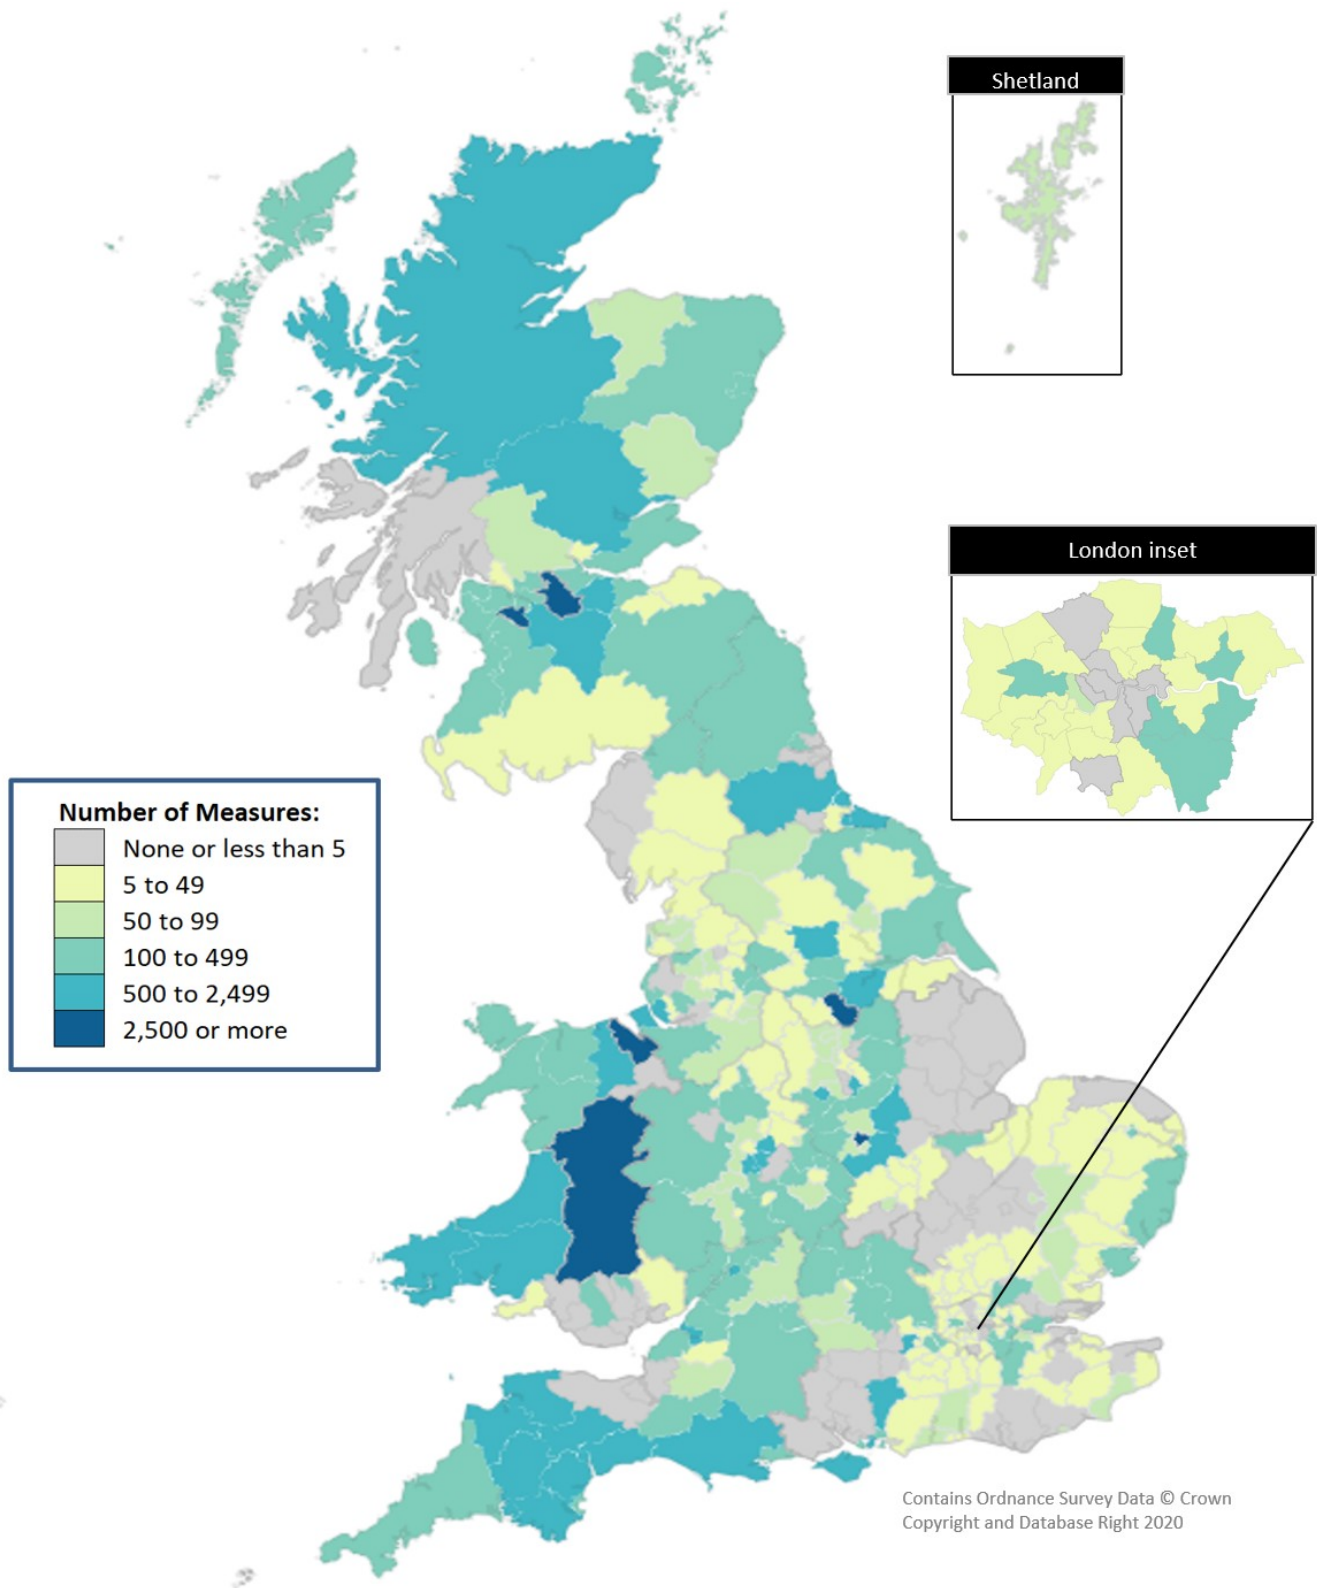 Shetland
London inset
Number of Measures:
None or less than 5
5 to 49
50 to 99
100 to 499
500 to 2,499
2,500 or more
Contains Ordnance Survey Data © Crown
Copyright and Database Right 2020